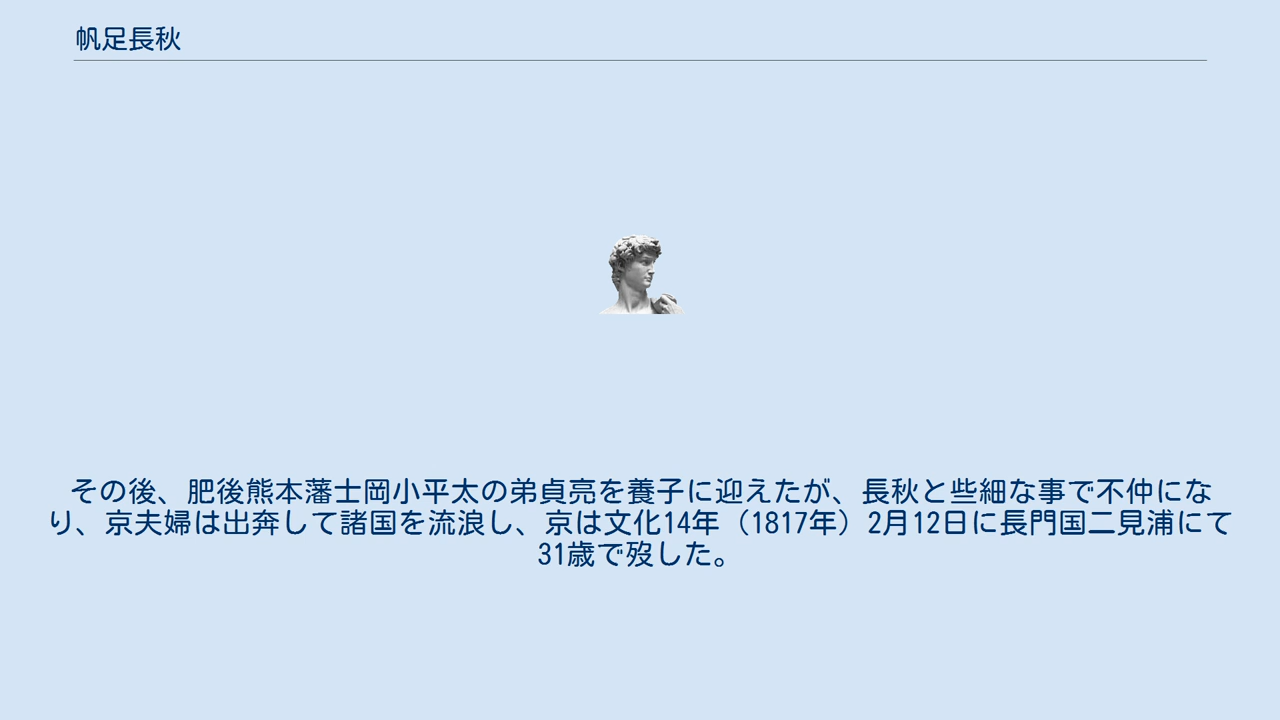 帆足長秋
その後、肥後熊本藩士岡小平太の弟貞亮を養子に迎えたが、長秋と些細な事で不仲にな
り、京夫婦は出奔して諸国を流浪し、京は文化14年（1817年）2月12日に長門国二見浦にて
31歳で歿した。